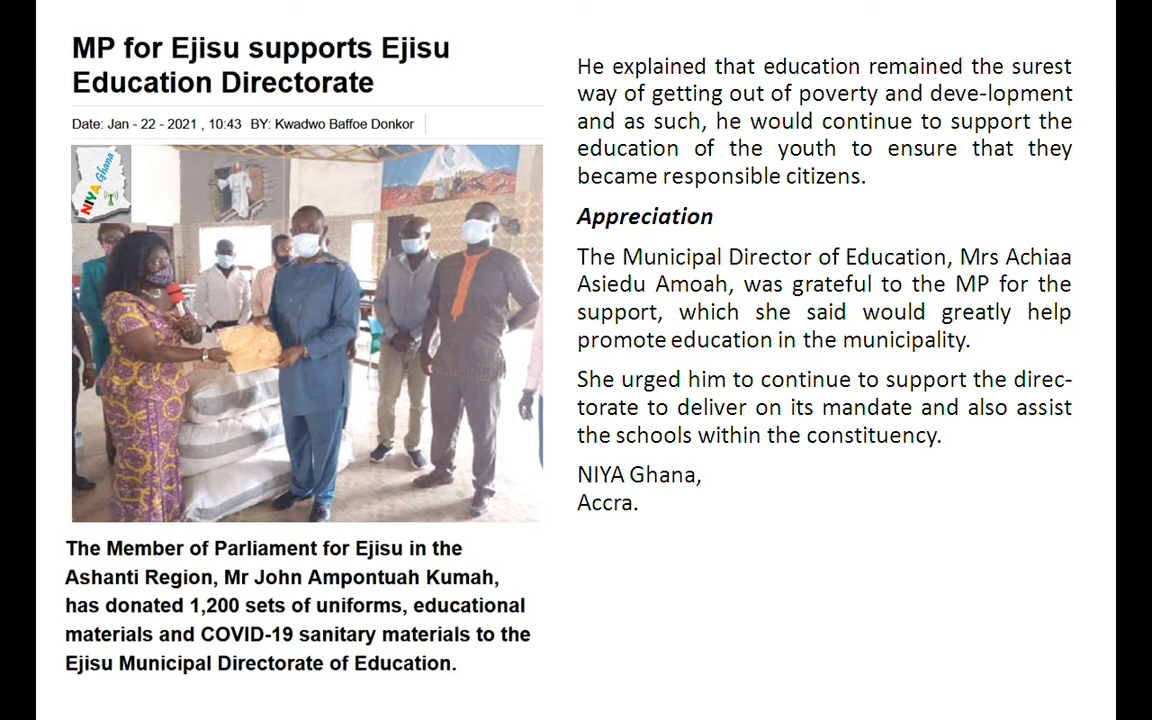 MP for Ejisu supports Ejisu
Education Directorate
Date: Jan - 22 - 2021 , 10:43 BY: Kwadwo Baffoe Donkor
NIYA Ghana
The Member of Parliament for Ejisu in the
Ashanti Region, Mr John Ampontuah Kumah,
has donated 1,200 sets of uniforms, educational
materials and COVID-19 sanitary materials to the
Ejisu Municipal Directorate of Education.
He explained that education remained the surest
way of getting out of poverty and deve-lopment
and as such, he would continue to support the
education of the youth to ensure that they
became responsible citizens.
Appreciation
The Municipal Director of Education, Mrs Achiaa
Asiedu Amoah, was grateful to the MP for the
support, which she said would greatly help
promote education in the municipality.
She urged him to continue to support the direc-
torate to deliver on its mandate and also assist
the schools within the constituency.
NIYA Ghana,
Accra.